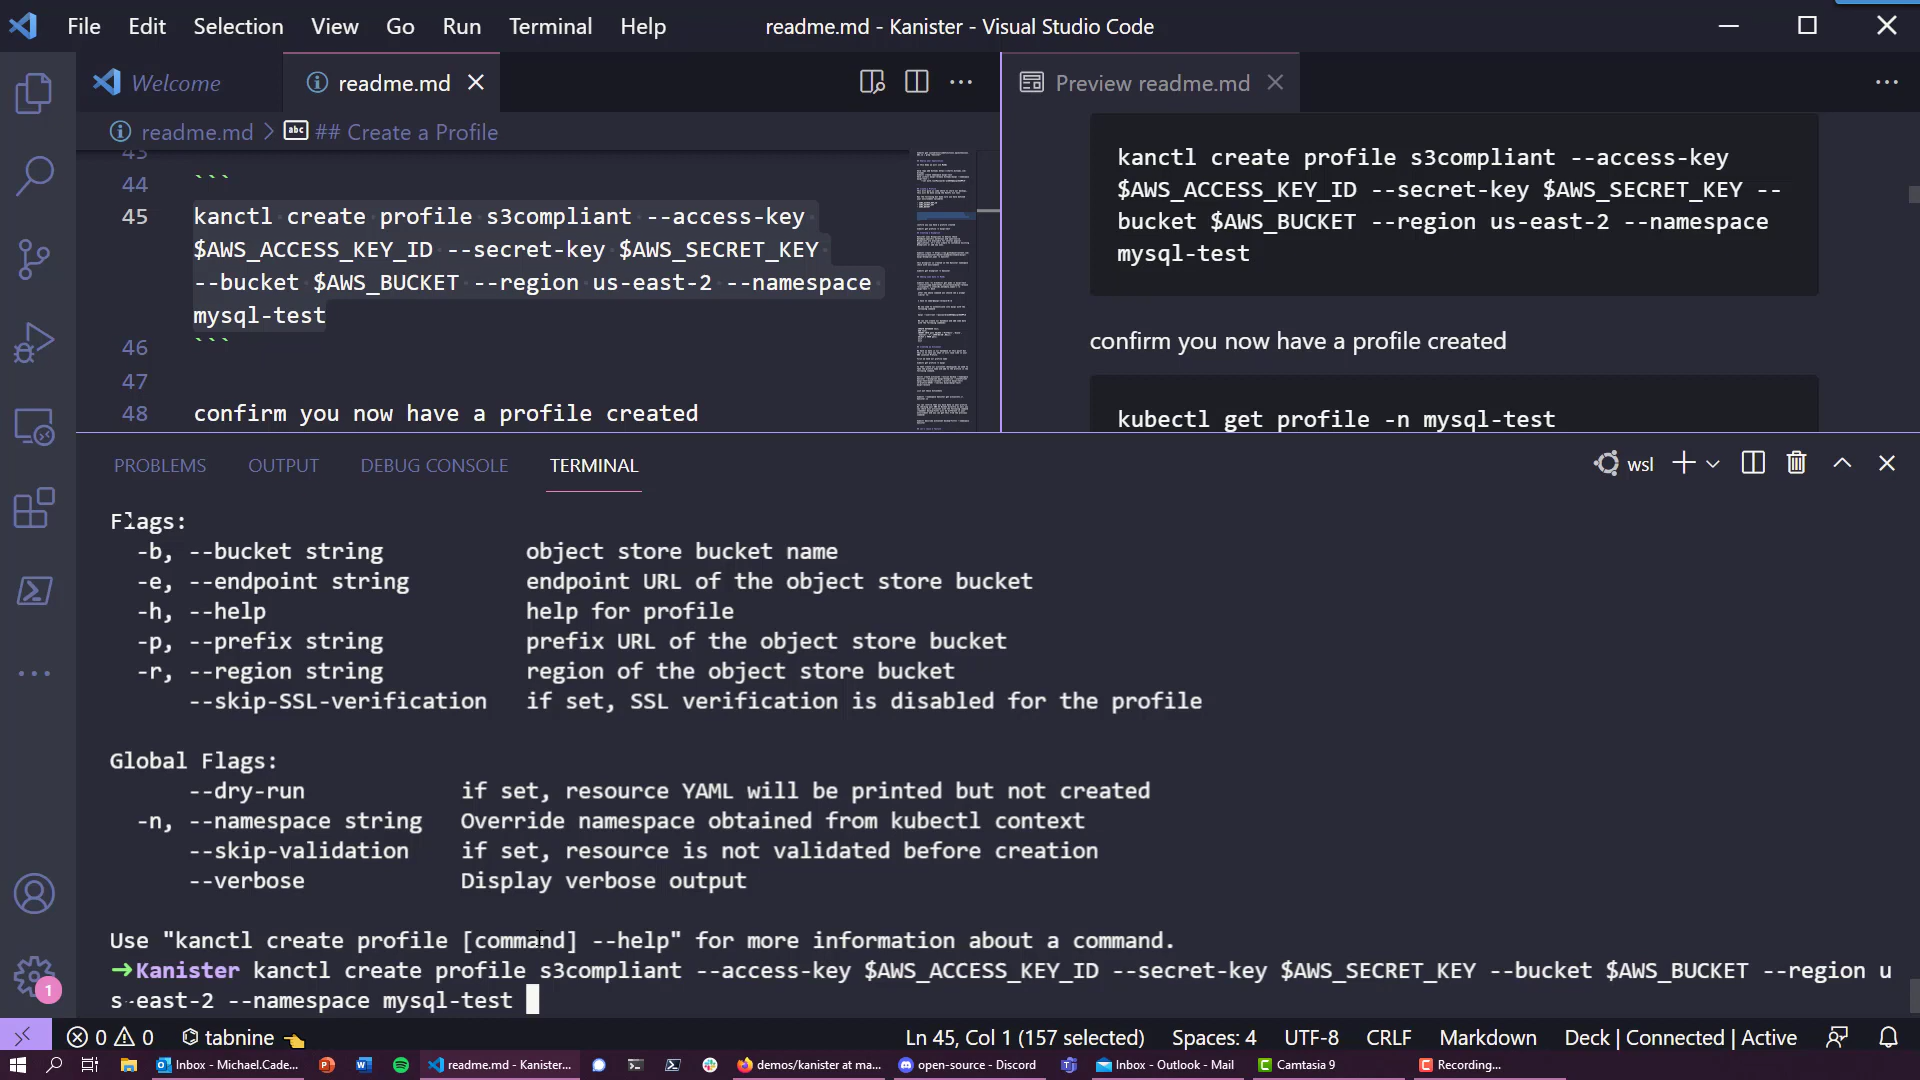 File Edit Selection View Go Run Terminal Help readme.md - Kanister - Visual Studio Code
Welcome readme.md Preview readme.md
readme.md > abc ## Create a Profile
43
44 ```
45 kanctl create profile s3compliant --access-key
$AWS_ACCESS_KEY_ID --secret-key $AWS_SECRET_KEY
--bucket $AWS_BUCKET --region us-east-2 --namespace
mysql-test
46 ```
47
48 confirm you now have a profile created
kanctl create profile s3compliant --access-key
$AWS_ACCESS_KEY_ID --secret-key $AWS_SECRET_KEY --
bucket $AWS_BUCKET --region us-east-2 --namespace
mysql-test
confirm you now have a profile created
kubectl get profile -n mysql-test
PROBLEMS OUTPUT DEBUG CONSOLE TERMINAL wsl
Flags:
-b, --bucket string object store bucket name
-e, --endpoint string endpoint URL of the object store bucket
-h, --help help for profile
-p, --prefix string prefix URL of the object store bucket
-r, --region string region of the object store bucket
--skip-SSL-verification if set, SSL verification is disabled for the profile
Global Flags:
--dry-run if set, resource YAML will be printed but not created
-n, --namespace string Override namespace obtained from kubectl context
--skip-validation if set, resource is not validated before creation
--verbose Display verbose output
Use "kanctl create profile [command] --help" for more information about a command.
➜Kanister kanctl create profile s3compliant --access-key $AWS_ACCESS_KEY_ID --secret-key $AWS_SECRET_KEY --bucket $AWS_BUCKET --region u
s-east-2 --namespace mysql-test
1
0 0 tabnine Ln 45, Col 1 (157 selected) Spaces: 4 UTF-8 CRLF Markdown Deck | Connected | Active
Inbox - Michael.Cade... readme.md - Kanister... demos/kanister at ma... open-source - Discord Inbox - Outlook - Mail Camtasia 9 Recording...